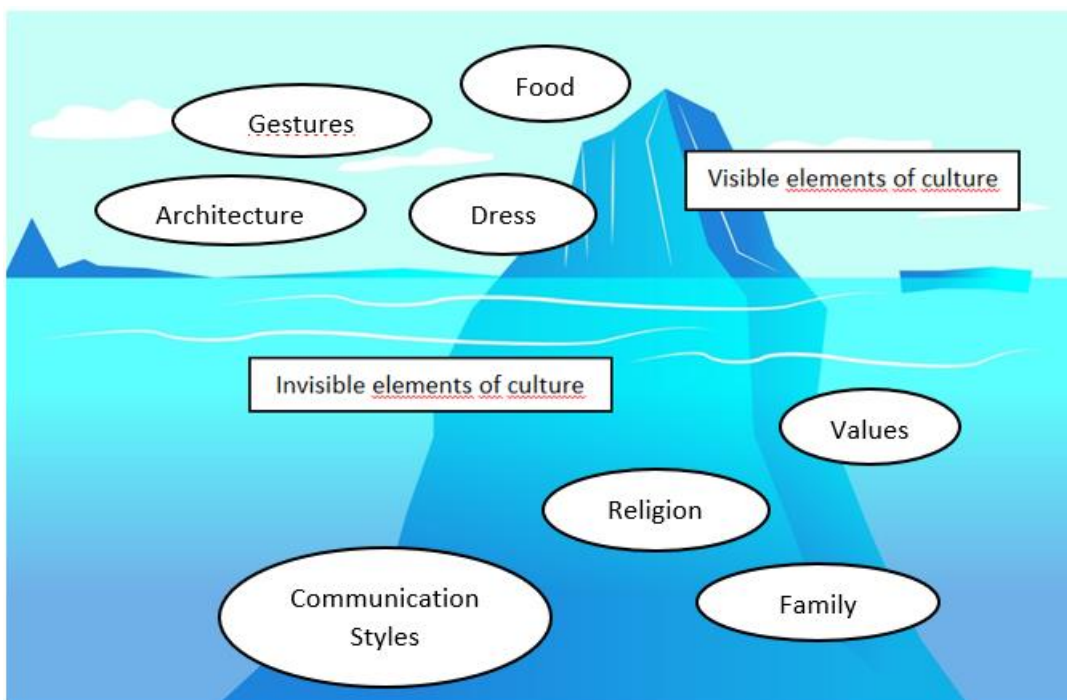 Food
Gestures
Visible elements of culture
Architecture
Dress
Invisible elements of culture
Values
Religion
Communication
Styles
Family